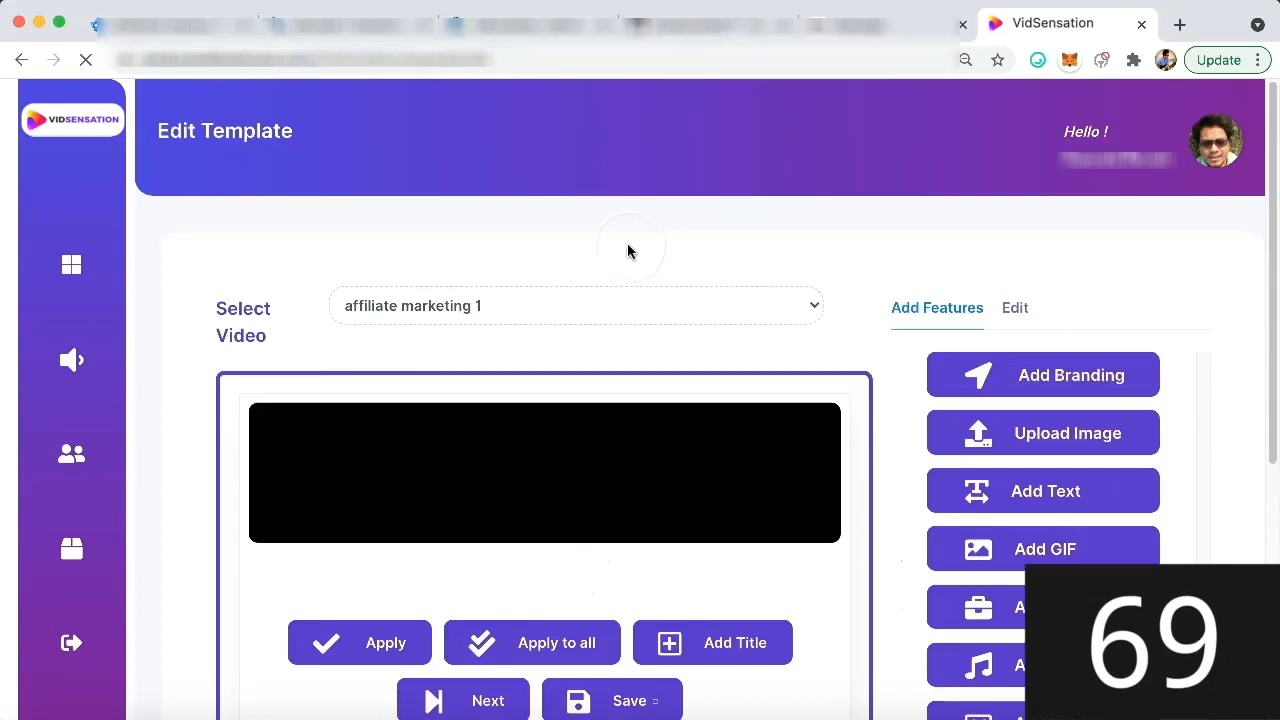 VidSensation
Update
VIDSENSATION
Edit Template
Hello !
Select
Video
affiliate marketing 1
Add Features
Edit
Add Branding
Upload Image
Add Text
Add GIF
A
A
Apply
Apply to all
Add Title
Next
Save
69